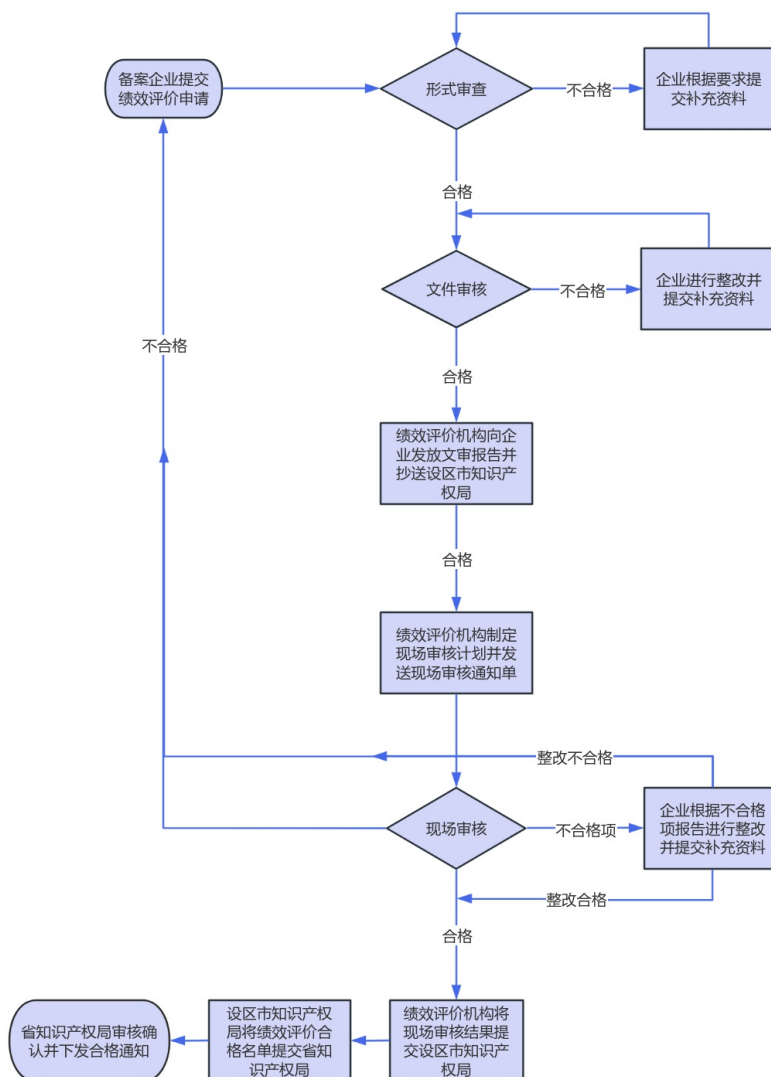 备案企业提交
绩效评价申请
形式审查
不合格
企业根据要求提
交补充资料
合格
文件审核
不合格
企业进行整改并
提交补充资料
不合格
合格
绩效评价机构向企
业发放文审报告并
抄送设区市知识产
权局
合格
绩效评价机构制定
现场审核计划并发
送现场审核通知单
整改不合格
现场审核
不合格项
企业根据不合格
项报告进行整改
并提交补充资料
整改合格
合格
省知识产权局审核确
认并下发合格通知
设区市知识产权
局将绩效评价合
格名单提交省知
识产权局
绩效评价机构将
现场审核结果提
交设区市知识产
权局